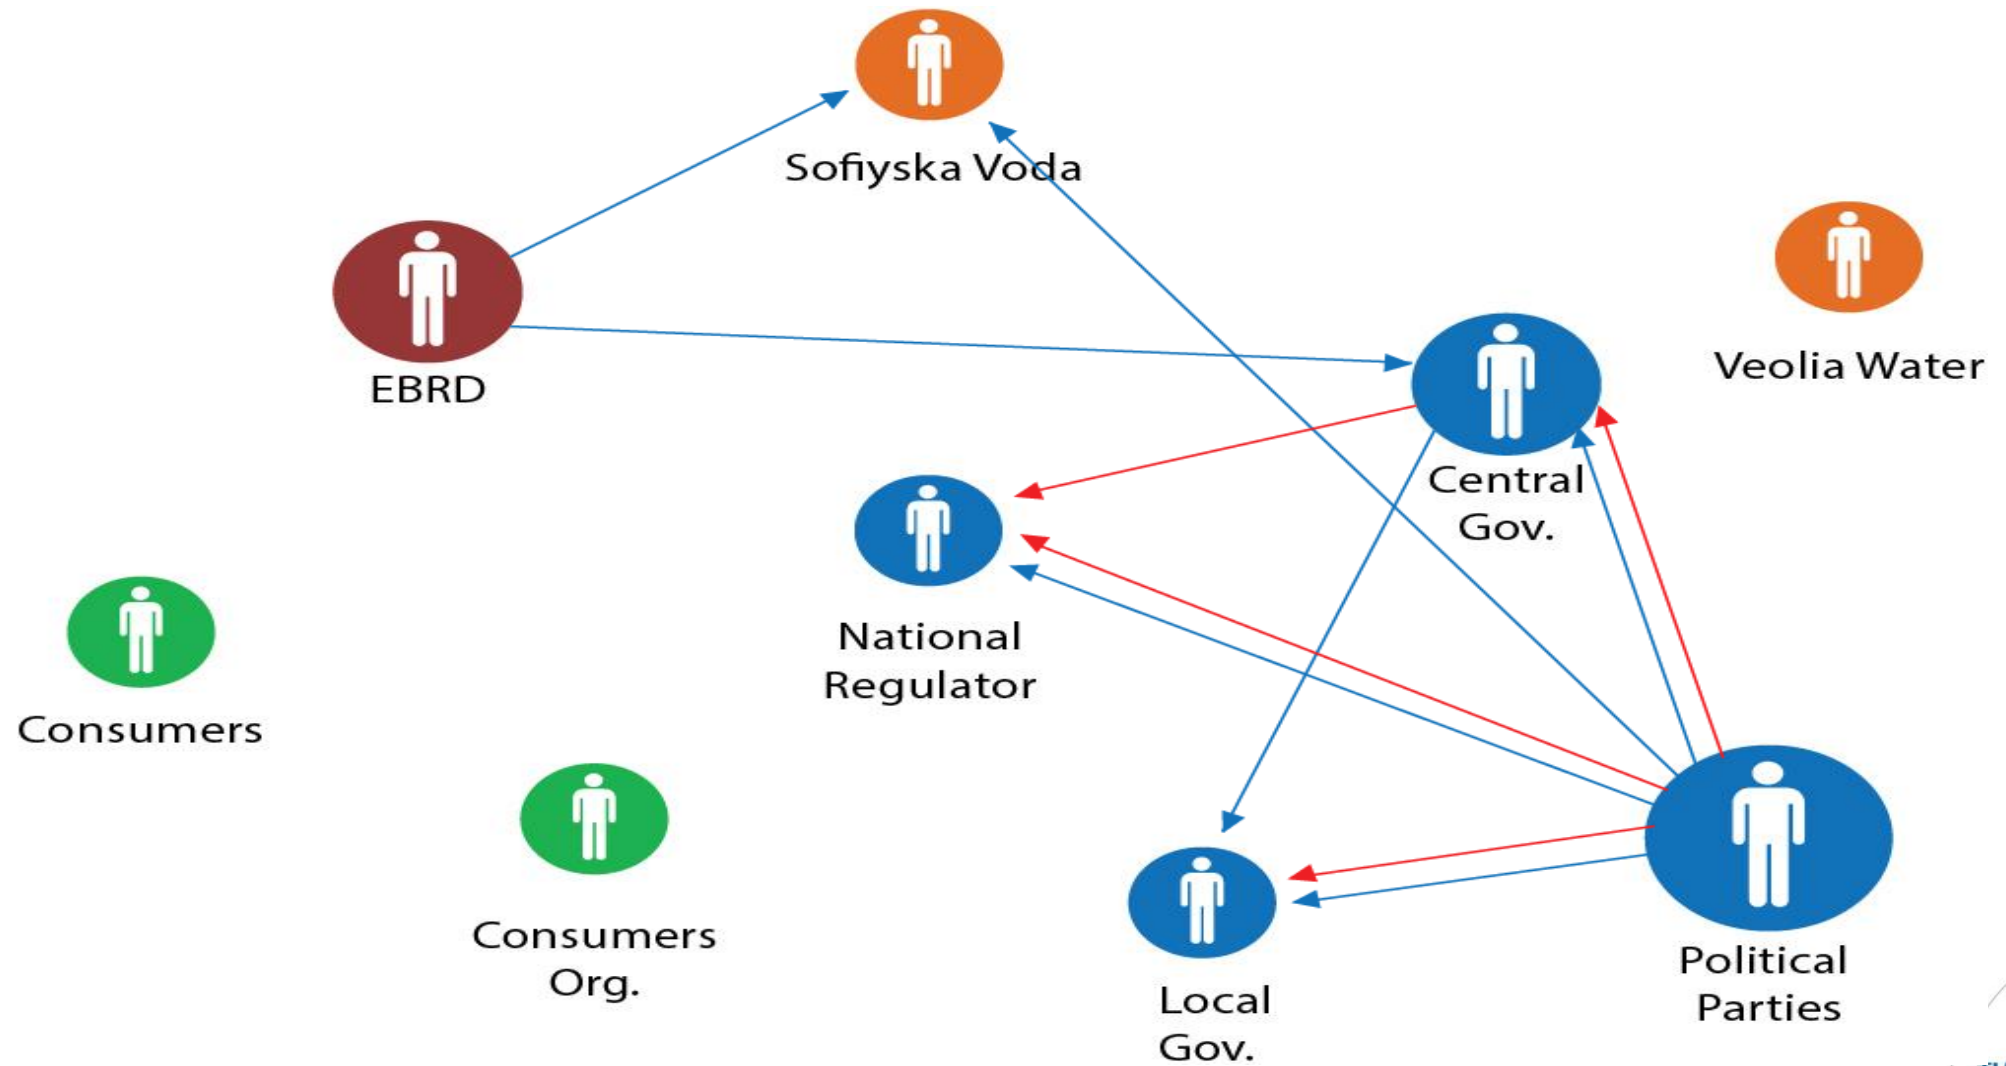 Sofiyska Voda
Veolia Water
EBRD
Central
Gov.
National
Regulator
Consumers
Consumers
Org.
Political
Parties
Local
Gov.